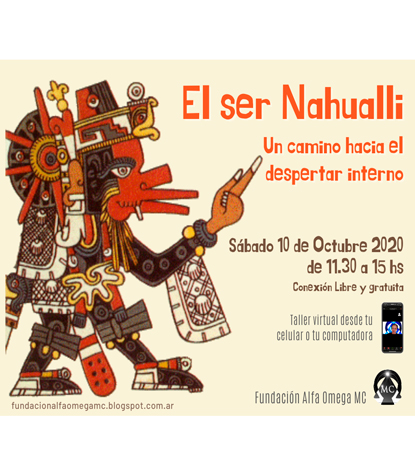 El ser Nahualli
Un camino hacia el
despertar interno
Sábado 10 de Octubre 2020
de 11.30 a 15 hs
Conexión Libre y gratuita
Taller virtual desde tu
celular o tu computadora
Fundación Alfa Omega MC
MC
fundacionalfaomegamc.blogspot.com.ar